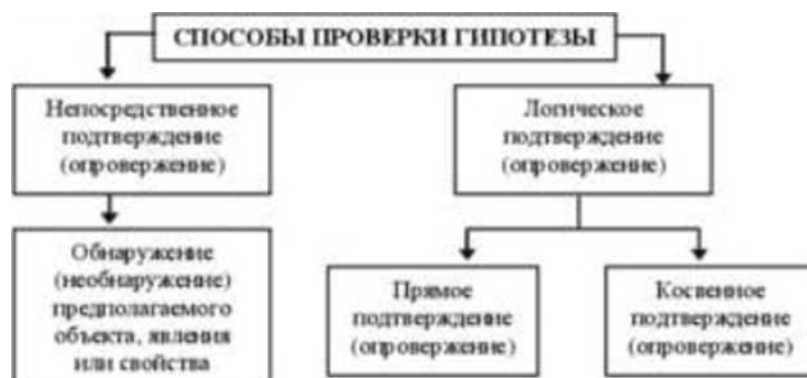 СПОСОБЫ ПРОВЕРКИ ГИПОТЕЗЫ
Непосредственное
подтверждение
(опровержение)
Логическое
подтверждение
(опровержение)
Обнаружение
(необнаружение)
предполагаемого
объекта, явления
или свойства
Прямое
подтверждение
(опровержение)
Косвенное
подтверждение
(опровержение)